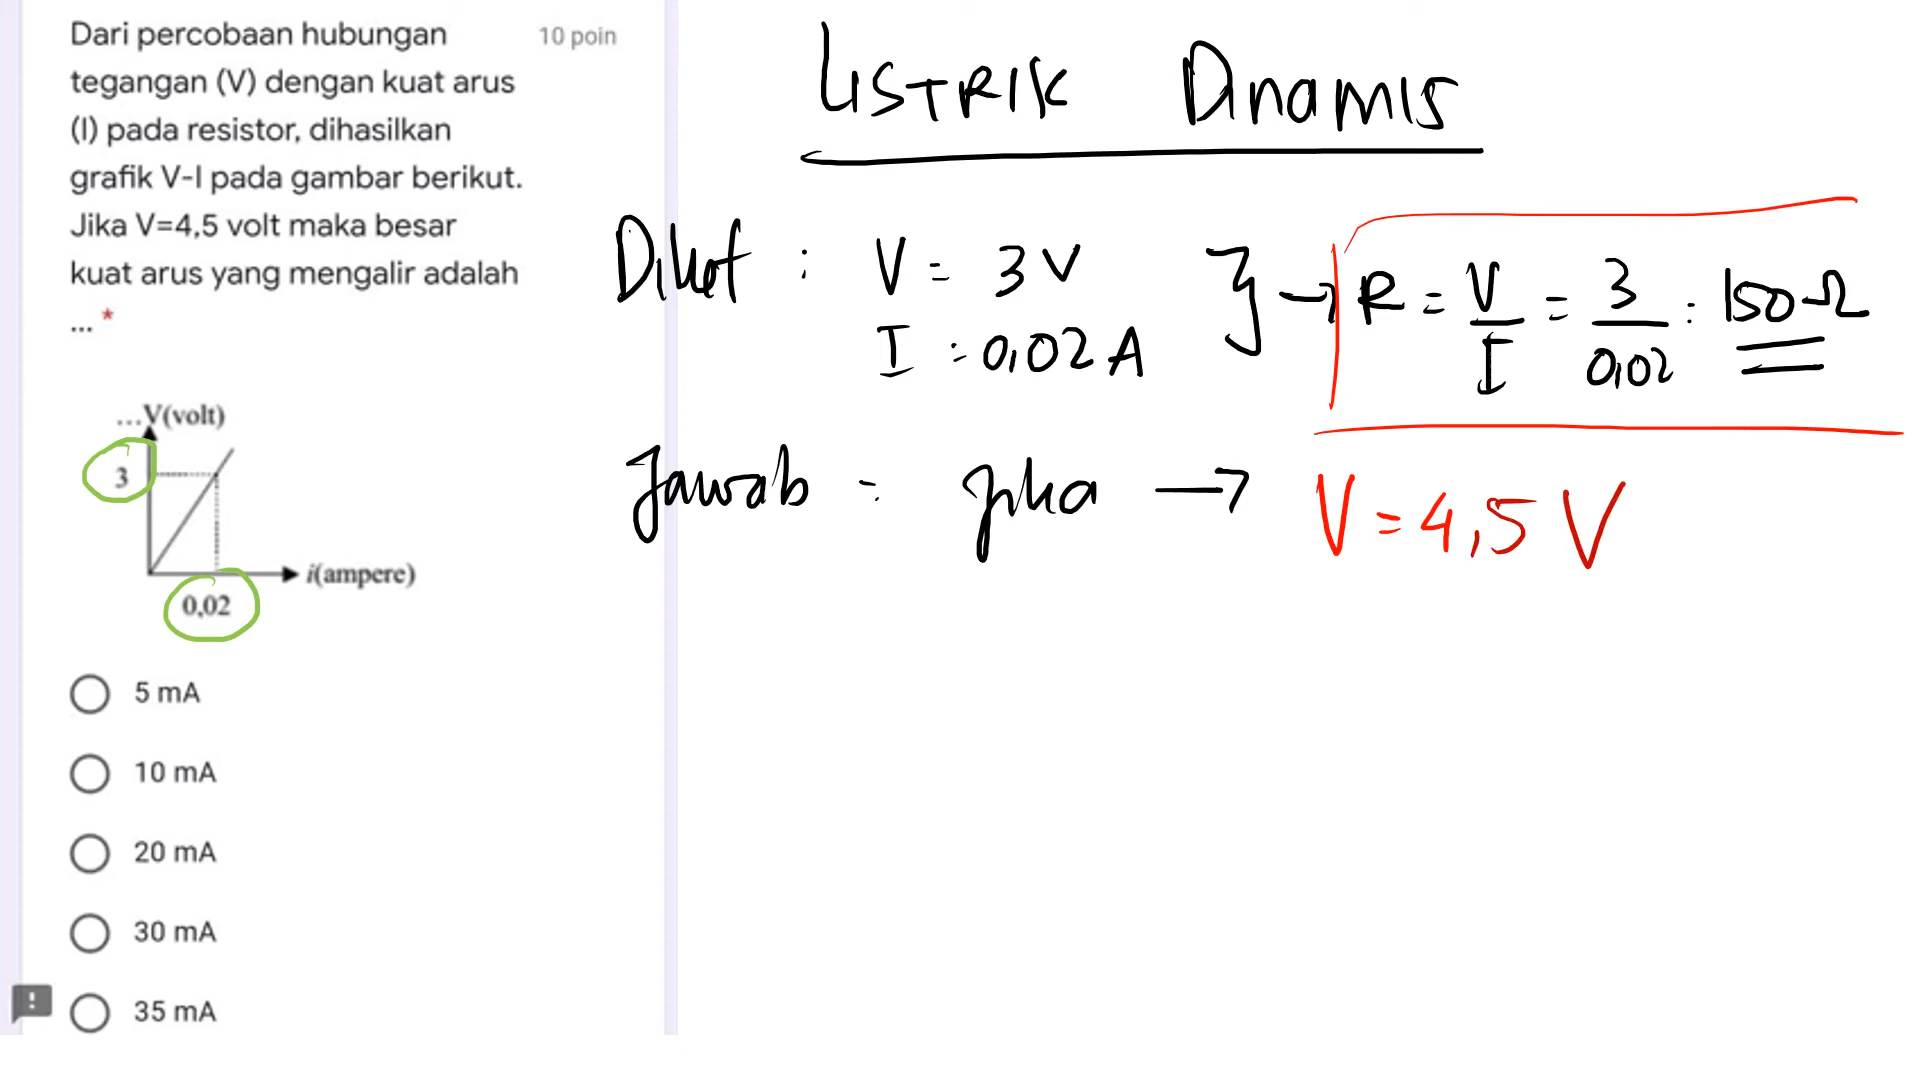 Dari percobaan hubungan
tegangan (V) dengan kuat arus
(I) pada resistor, dihasilkan
grafik V-I pada gambar berikut.
Jika V=4,5 volt maka besar
kuat arus yang mengalir adalah
... *
10 poin
...V(volt)
3
i(ampere)
0,02
5 mA
10 mA
20 mA
30 mA
35 mA
!
LISTRIK Dinamis
Diket : V = 3 V
I : 0,02 A
} → R = V/I = 3/0,02 : 150 Ω
Jawab = Jika → V = 4,5 V